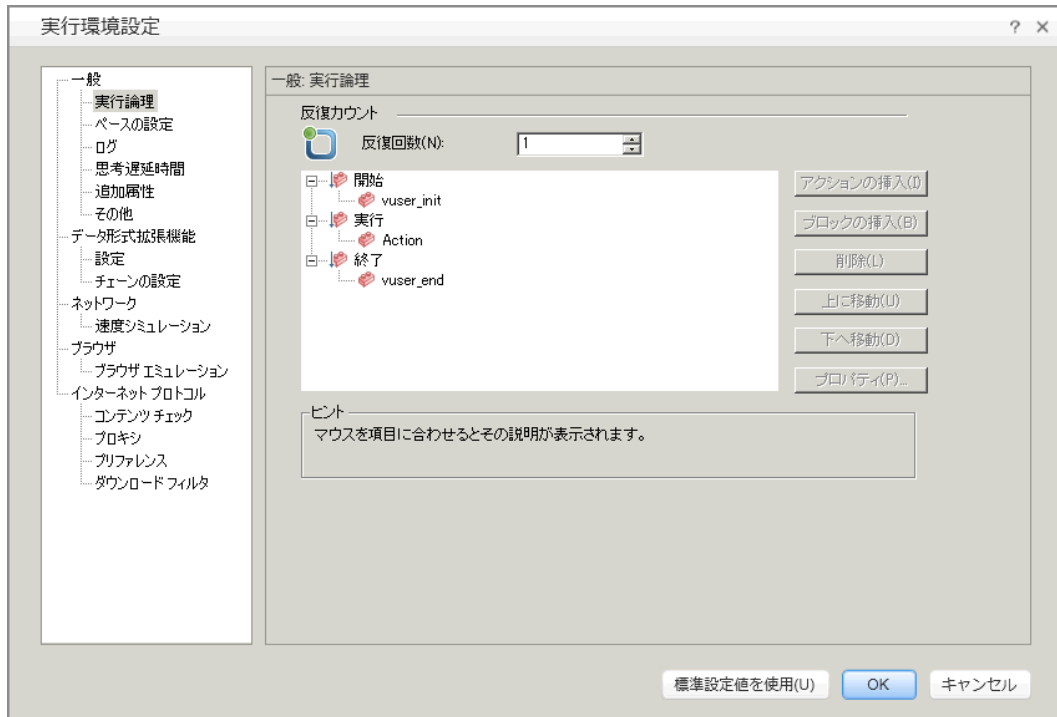 実行環境設定
一般
実行論理
ペースの設定
ログ
思考遅延時間
追加属性
その他
データ形式拡張機能
設定
チェーンの設定
ネットワーク
速度シミュレーション
ブラウザ
ブラウザ エミュレーション
インターネット プロトコル
コンテンツ チェック
プロキシ
プリファレンス
ダウンロード フィルタ
一般: 実行論理
反復カウント
反復回数(N): 1
開始
vuser_init
実行
Action
終了
vuser_end
アクションの挿入(I)
ブロックの挿入(B)
削除(L)
上に移動(U)
下へ移動(D)
プロパティ(P)...
ヒント
マウスを項目に合わせるとその説明が表示されます。
標準設定値を使用(U)
OK
キャンセル